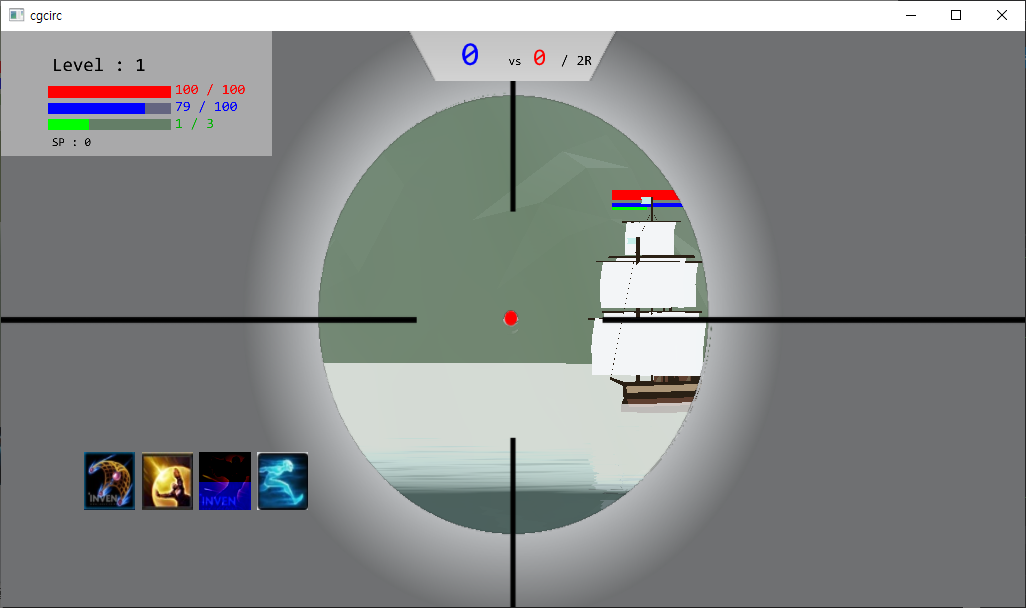 cgcirc
0 vs 0 / 2R
Level : 1
100 / 100
79 / 100
1 / 3
SP : 0
INVEN
INVEN